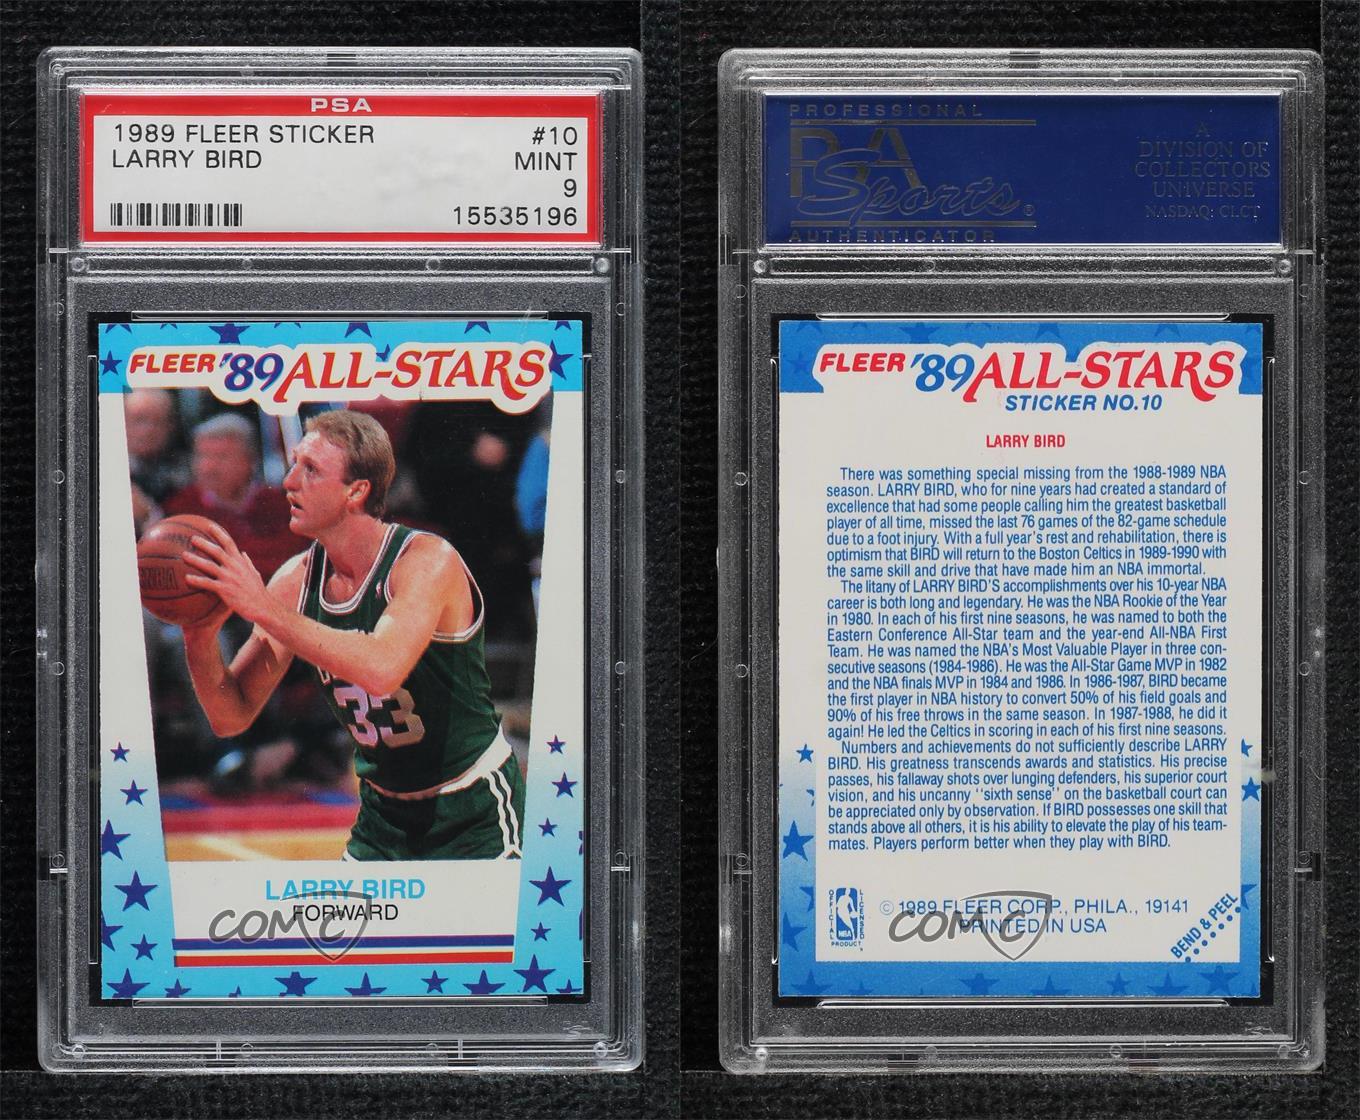 PSA
1989 FLEER STICKER #10
LARRY BIRD MINT
9
15535196
FLEER '89 ALL-STARS
33
LARRY BIRD
FORWARD
COMC
PROFESSIONAL
PSA
Sports ®
AUTHENTICATOR
A
DIVISION OF
COLLECTORS
UNIVERSE
NASDAQ: CLCT
FLEER '89 ALL-STARS
STICKER NO.10
LARRY BIRD
There was something special missing from the 1988-1989 NBA
season. LARRY BIRD, who for nine years had created a standard of
excellence that had some people calling him the greatest basketball
player of all time, missed the last 76 games of the 82-game schedule
due to a foot injury. With a full year's rest and rehabilitation, there is
optimism that BIRD will return to the Boston Celtics in 1989-1990 with
the same skill and drive that have made him an NBA immortal.
The litany of LARRY BIRD'S accomplishments over his 10-year NBA
career is both long and legendary. He was the NBA Rookie of the Year
in 1980. In each of his first nine seasons, he was named to both the
Eastern Conference All-Star team and the year-end All-NBA First
Team. He was named the NBA's Most Valuable Player in three con-
secutive seasons (1984-1986). He was the All-Star Game MVP in 1982
and the NBA finals MVP in 1984 and 1986. In 1986-1987, BIRD became
the first player in NBA history to convert 50% of his field goals and
90% of his free throws in the same season. In 1987-1988, he did it
again! He led the Celtics in scoring in each of his first nine seasons.
Numbers and achievements do not sufficiently describe LARRY
BIRD. His greatness transcends awards and statistics. His precise
passes, his fallaway shots over lunging defenders, his superior court
vision, and his uncanny ''sixth sense'' on the basketball court can
be appreciated only by observation. If BIRD possesses one skill that
stands above all others, it is his ability to elevate the play of his team-
mates. Players perform better when they play with BIRD.
OFFICIAL LICENSED
NBA
PRODUCT
© 1989 FLEER CORP., PHILA., 19141
PRINTED IN USA
BEND & PEEL
COMC